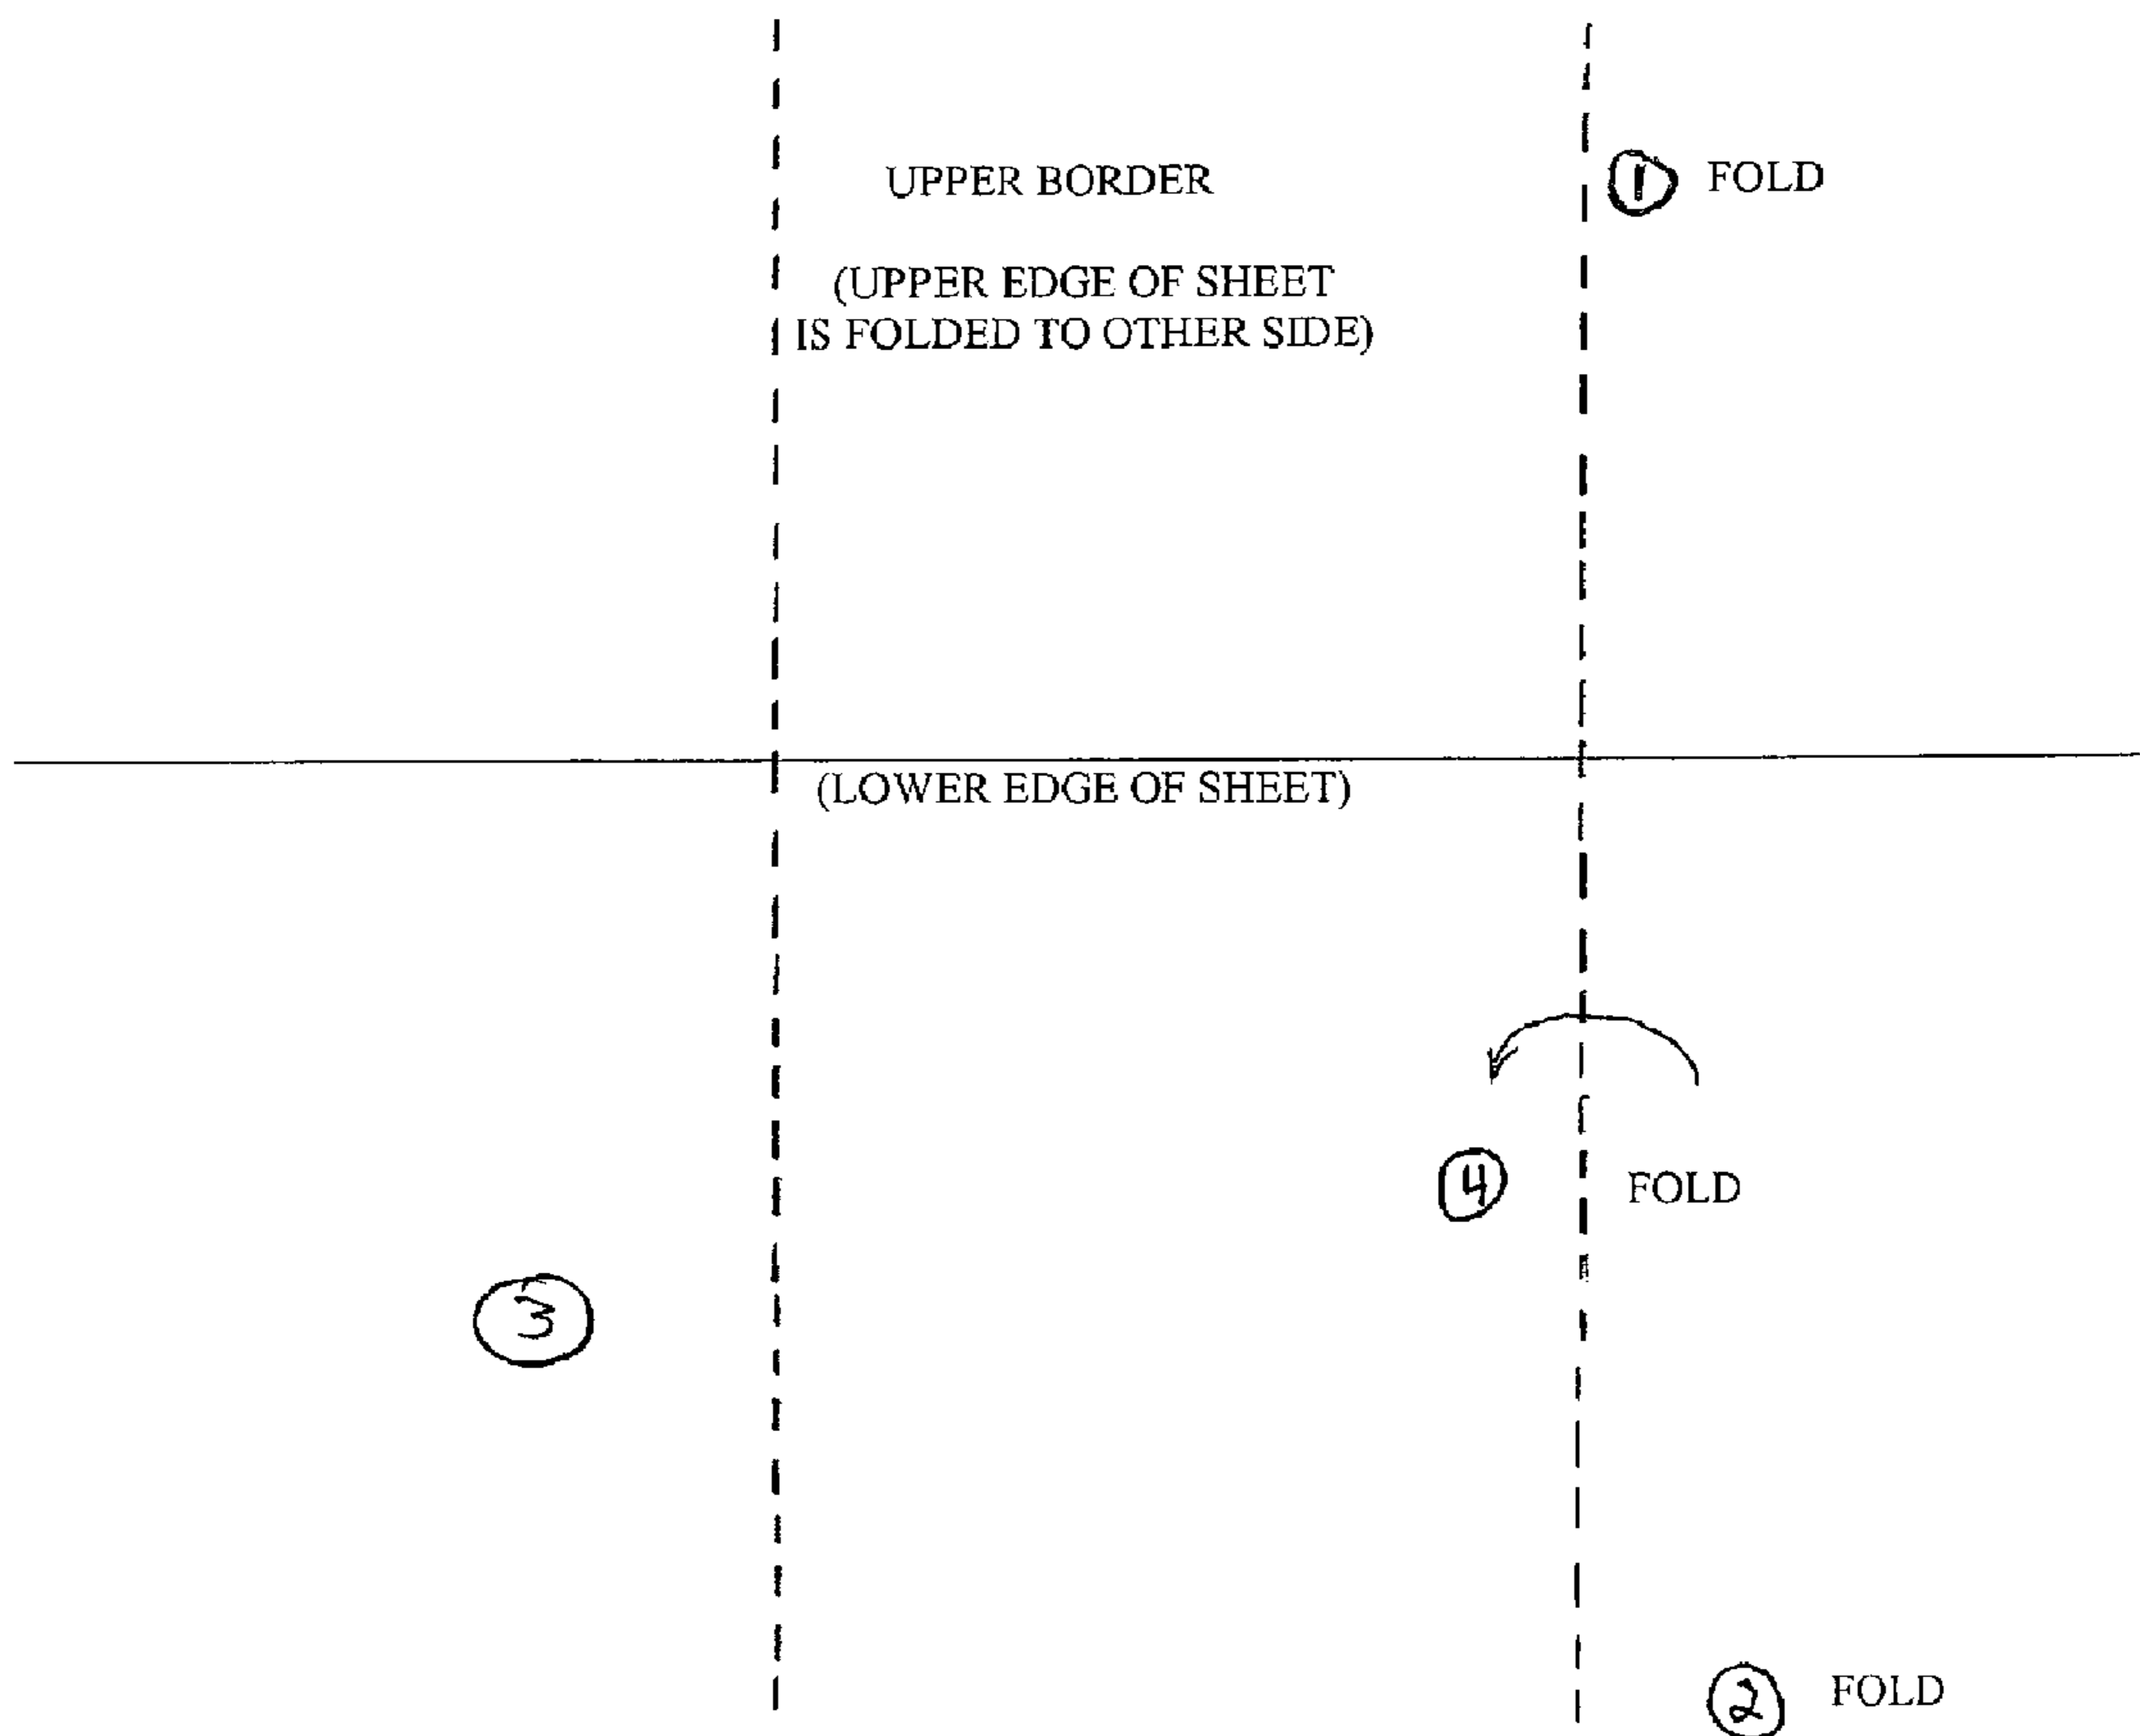 UPPER BORDER
1 FOLD
(UPPER EDGE OF SHEET
IS FOLDED TO OTHER SIDE)
(LOWER EDGE OF SHEET)
4 FOLD
3
2 FOLD